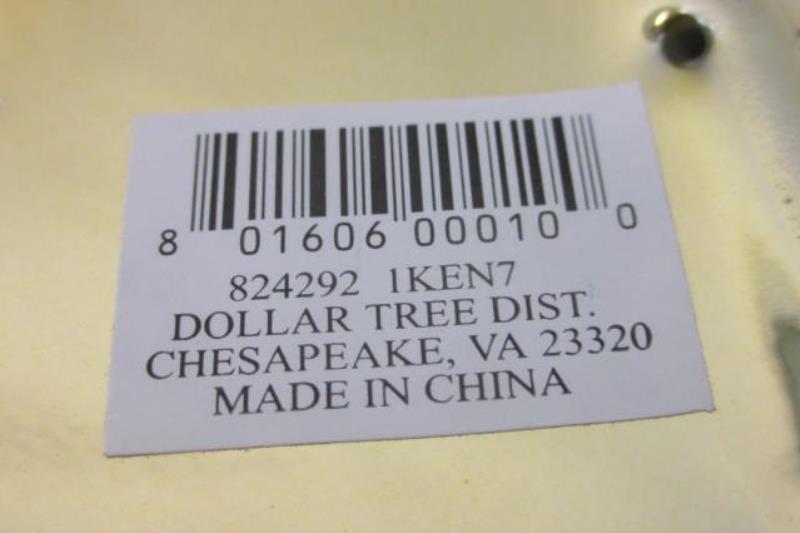 8 01606 00010 0
824292 1KEN7
DOLLAR TREE DIST.
CHESAPEAKE, VA 23320
MADE IN CHINA